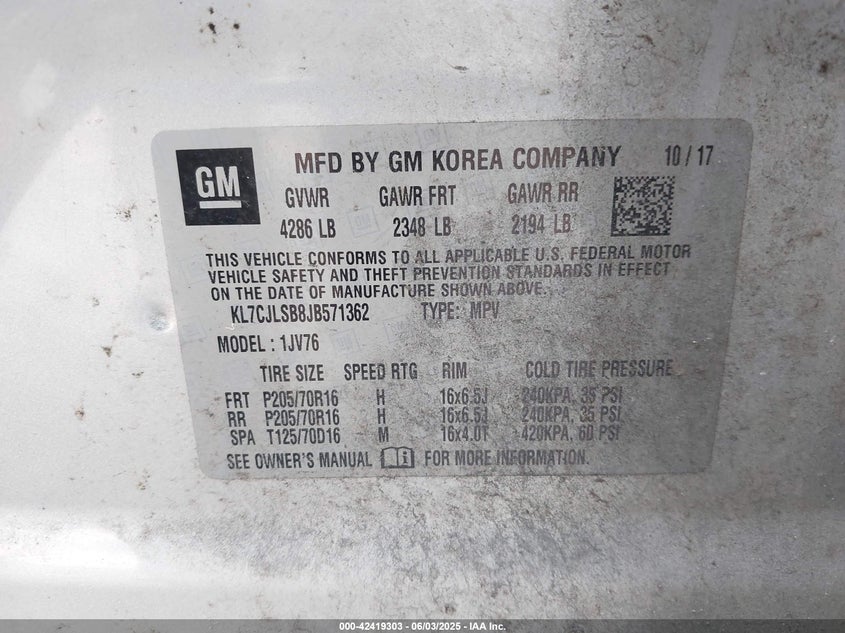 GM MFD BY GM KOREA COMPANY 10/17
GVWR GAWR FRT GAWR RR
4286 LB 2348 LB 2194 LB
THIS VEHICLE CONFORMS TO ALL APPLICABLE U.S. FEDERAL MOTOR
VEHICLE SAFETY AND THEFT PREVENTION STANDARDS IN EFFECT
ON THE DATE OF MANUFACTURE SHOWN ABOVE.
KL7CJLSB8JB571362 TYPE: MPV
MODEL : 1JV76
TIRE SIZE SPEED RTG RIM COLD TIRE PRESSURE
FRT P205/70R16 H 16x6.5J 240KPA, 35 PSI
RR P205/70R16 H 16x6.5J 240KPA, 35 PSI
SPA T125/70D16 M 16x4.0T 420KPA, 60 PSI
SEE OWNER'S MANUAL FOR MORE INFORMATION.
000-42419303 - 06/03/2025 - IAA Inc.